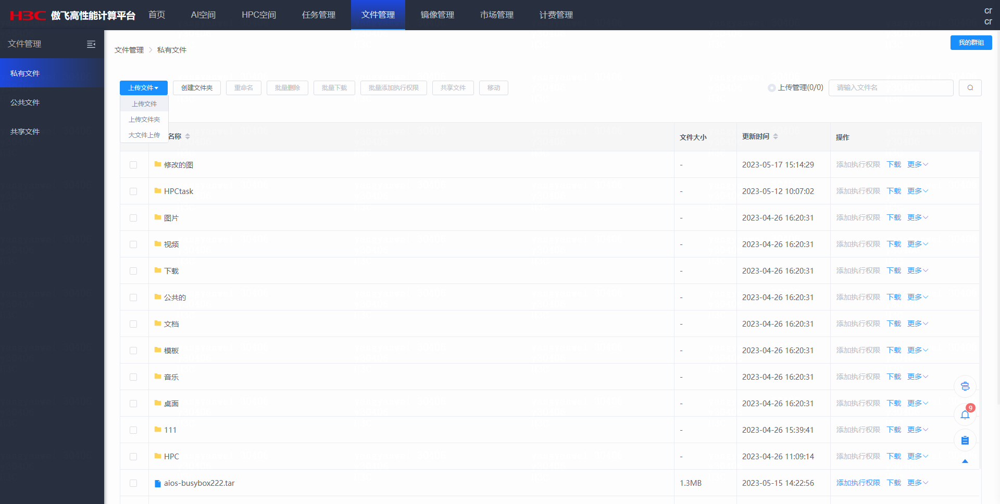 H3C 傲飞高性能计算平台 首页 AI空间 HPC空间 任务管理 文件管理 镜像管理 市场管理 计费管理 cr
cr
文件管理
私有文件
公共文件
共享文件
文件管理 > 私有文件
我的群组
上传文件 创建文件夹 重命名 批量删除 批量下载 批量添加执行权限 共享文件 移动 上传管理(0/0) 请输入文件名
上传文件
上传文件夹
大文件上传
名称 文件大小 更新时间 操作
修改的图 - 2023-05-17 15:14:29 添加执行权限 下载 更多
HPCtask - 2023-05-12 10:07:02 添加执行权限 下载 更多
图片 - 2023-04-26 16:20:31 添加执行权限 下载 更多
视频 - 2023-04-26 16:20:31 添加执行权限 下载 更多
下载 - 2023-04-26 16:20:31 添加执行权限 下载 更多
公共的 - 2023-04-26 16:20:31 添加执行权限 下载 更多
文档 - 2023-04-26 16:20:31 添加执行权限 下载 更多
模板 - 2023-04-26 16:20:31 添加执行权限 下载 更多
音乐 - 2023-04-26 16:20:31 添加执行权限 下载 更多
桌面 - 2023-04-26 16:20:31 添加执行权限 下载 更多
111 - 2023-04-26 15:39:41 添加执行权限 下载 更多
HPC - 2023-04-26 11:09:14 添加执行权限 下载 更多
aios-busybox222.tar 1.3MB 2023-05-15 14:22:56 添加执行权限 下载 更多
9